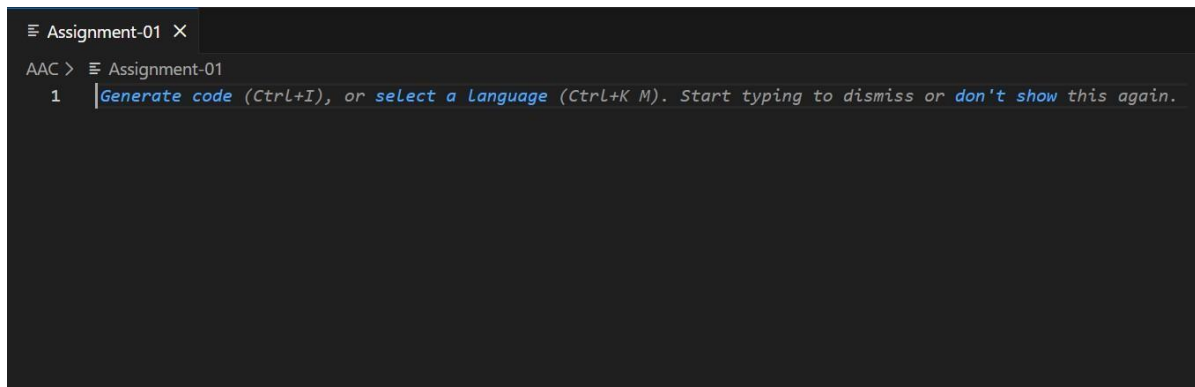 Assignment-01
AAC > Assignment-01
1 Generate code (Ctrl+I), or select a language (Ctrl+K M). Start typing to dismiss or don't show this again.